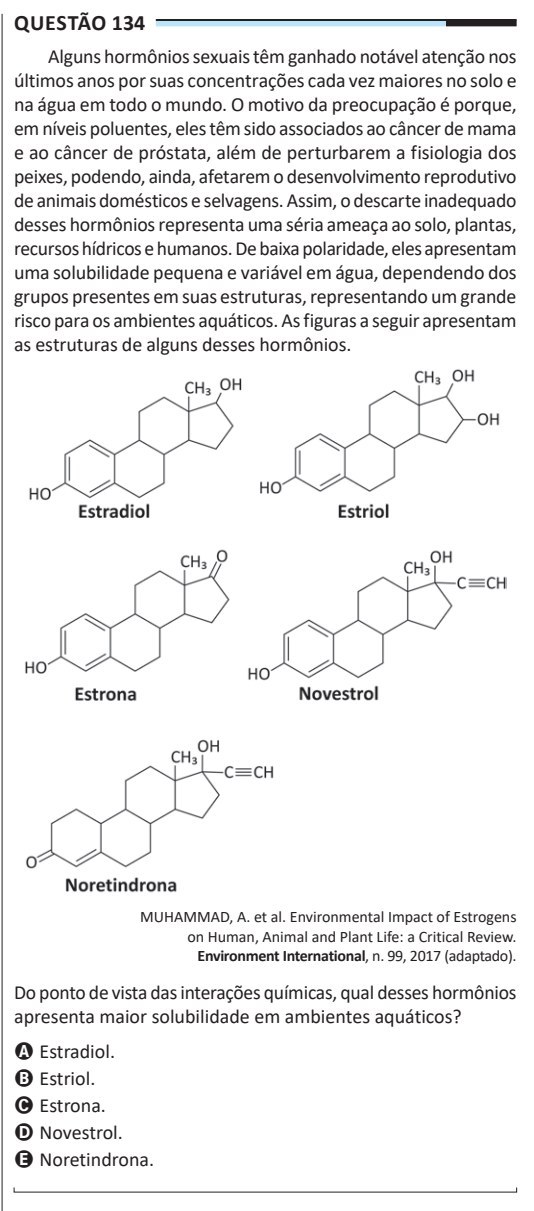 QUESTÃO 134
Alguns hormônios sexuais têm ganhado notável atenção nos
últimos anos por suas concentrações cada vez maiores no solo e
na água em todo o mundo. O motivo da preocupação é porque,
em níveis poluentes, eles têm sido associados ao câncer de mama
e ao câncer de próstata, além de perturbarem a fisiologia dos
peixes, podendo, ainda, afetarem o desenvolvimento reprodutivo
de animais domésticos e selvagens. Assim, o descarte inadequado
desses hormônios representa uma séria ameaça ao solo, plantas,
recursos hídricos e humanos. De baixa polaridade, eles apresentam
uma solubilidade pequena e variável em água, dependendo dos
grupos presentes em suas estruturas, representando um grande
risco para os ambientes aquáticos. As figuras a seguir apresentam
as estruturas de alguns desses hormônios.
CH₃ OH
HO
Estradiol
CH₃ OH
OH
HO
Estriol
CH₃ O
HO
Estrona
OH
CH₃
C≡CH
HO
Novestrol
OH
CH₃
C≡CH
O
Noretindrona
MUHAMMAD, A. et al. Environmental Impact of Estrogens
on Human, Animal and Plant Life: a Critical Review.
Environment International, n. 99, 2017 (adaptado).
Do ponto de vista das interações químicas, qual desses hormônios
apresenta maior solubilidade em ambientes aquáticos?
A Estradiol.
B Estriol.
C Estrona.
D Novestrol.
E Noretindrona.